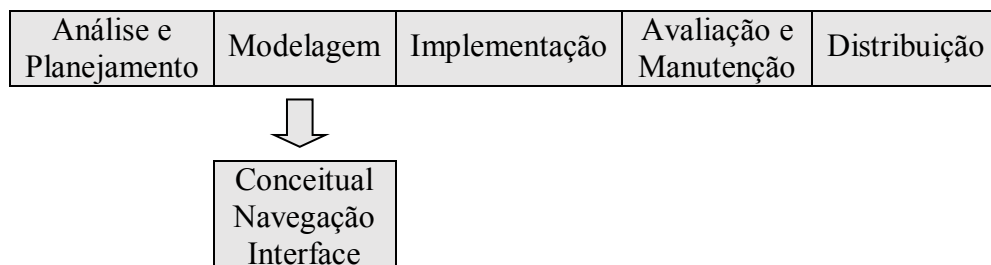 Análise e
Planejamento
Modelagem
Implementação
Avaliação e
Manutenção
Distribuição
Conceitual
Navegação
Interface